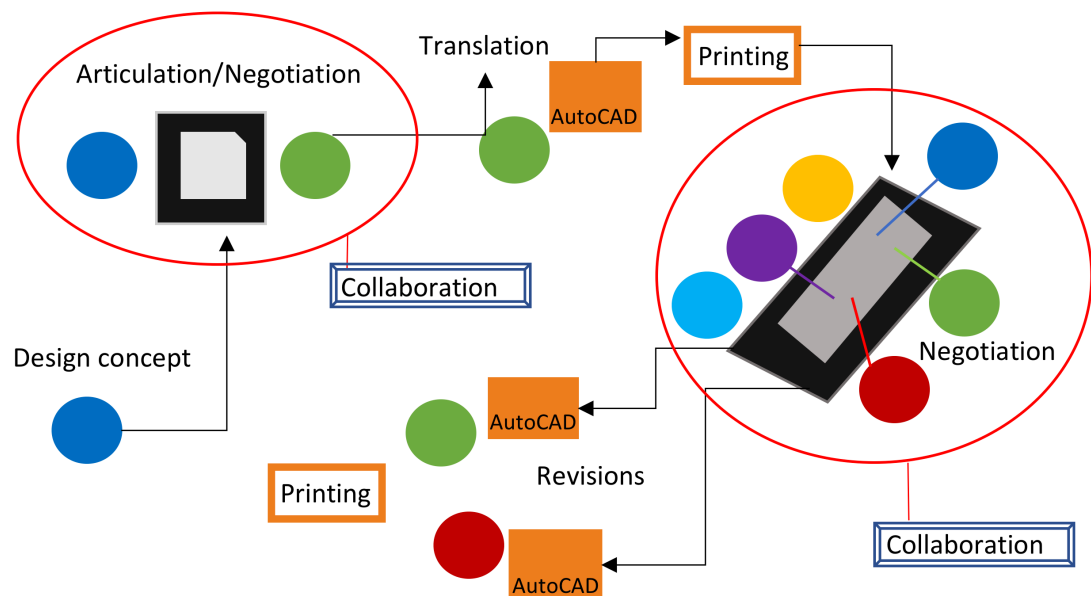 Articulation/Negotiation
Translation
AutoCAD
Printing
Collaboration
Design concept
Negotiation
AutoCAD
Revisions
Printing
AutoCAD
Collaboration